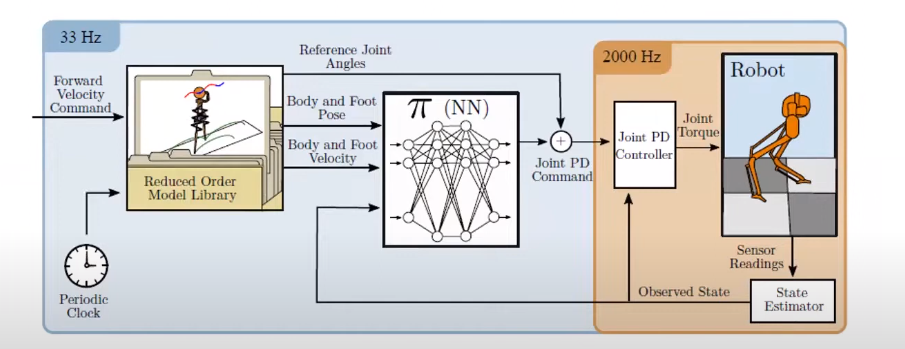 33 Hz
2000 Hz
Reference Joint
Angles
Robot
Forward
Velocity
Command
Body and Foot
Pose
π (NN)
Body and Foot
Velocity
Joint
Torque
Joint PD
Controller
Joint PD
Command
+
Reduced Order
Model Library
Sensor
Readings
Periodic
Clock
Observed State
State
Estimator